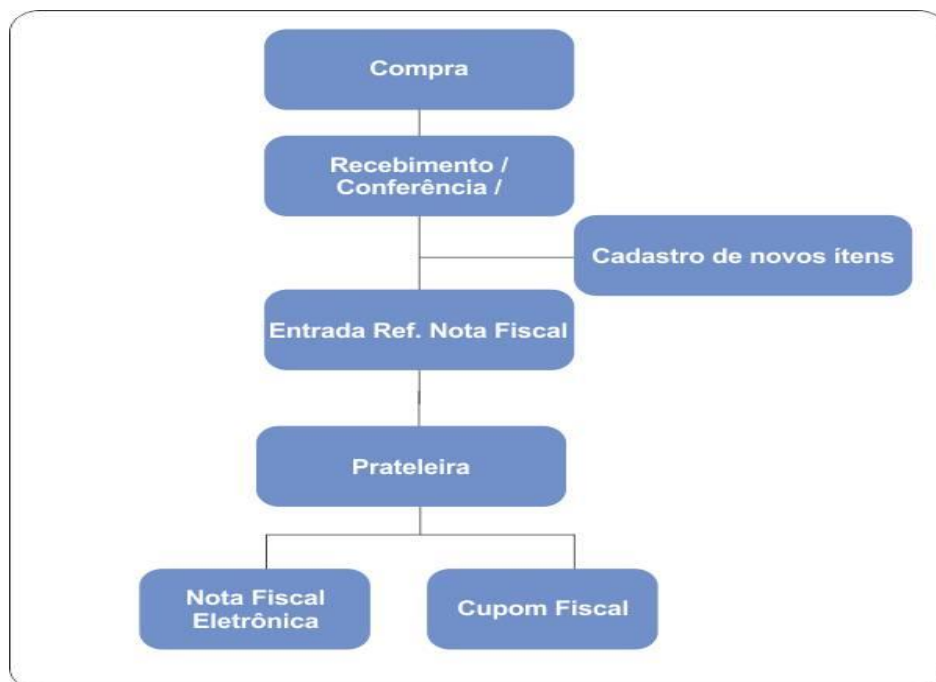 Compra
Recebimento /
Conferência /
Cadastro de novos ítens
Entrada Ref. Nota Fiscal
Prateleira
Nota Fiscal
Eletrônica
Cupom Fiscal